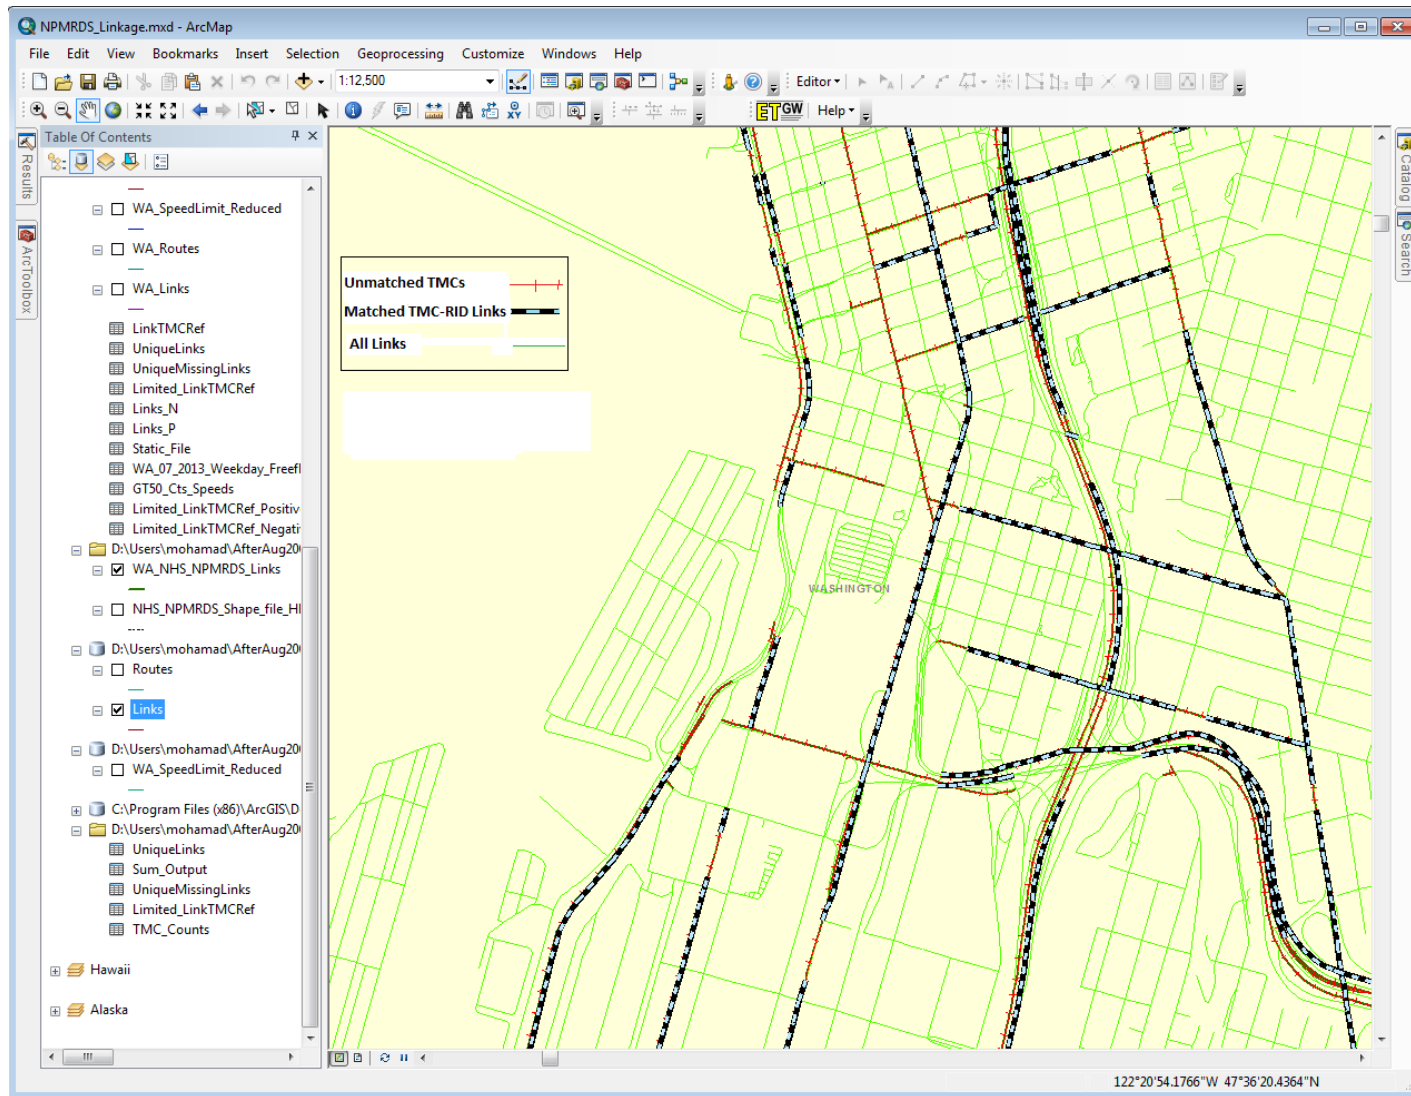 NPMRDS_Linkage.mxd - ArcMap
File Edit View Bookmarks Insert Selection Geoprocessing Customize Windows Help
1:12,500
Editor
ET GW Help
Table Of Contents
Results
ArcToolbox
Catalog
Search
WA_SpeedLimit_Reduced
WA_Routes
WA_Links
LinkTMCRef
UniqueLinks
UniqueMissingLinks
Limited_LinkTMCRef
Links_N
Links_P
Static_File
WA_07_2013_Weekday_Freefl
GT50_Cts_Speeds
Limited_LinkTMCRef_Positiv
Limited_LinkTMCRef_Negati
D:\Users\mohamad\AfterAug20
WA_NHS_NPMRDS_Links
NHS_NPMRDS_Shape_file_HI
D:\Users\mohamad\AfterAug20
Routes
Links
D:\Users\mohamad\AfterAug20
WA_SpeedLimit_Reduced
C:\Program Files (x86)\ArcGIS\D
D:\Users\mohamad\AfterAug20
UniqueLinks
Sum_Output
UniqueMissingLinks
Limited_LinkTMCRef
TMC_Counts
Hawaii
Alaska
Unmatched TMCs
Matched TMC-RID Links
All Links
WASHINGTON
122°20'54.1766"W 47°36'20.4364"N